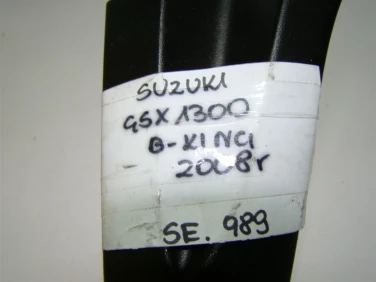 SUZUKI
GSX 1300
B-KING
2008r
SE. 989